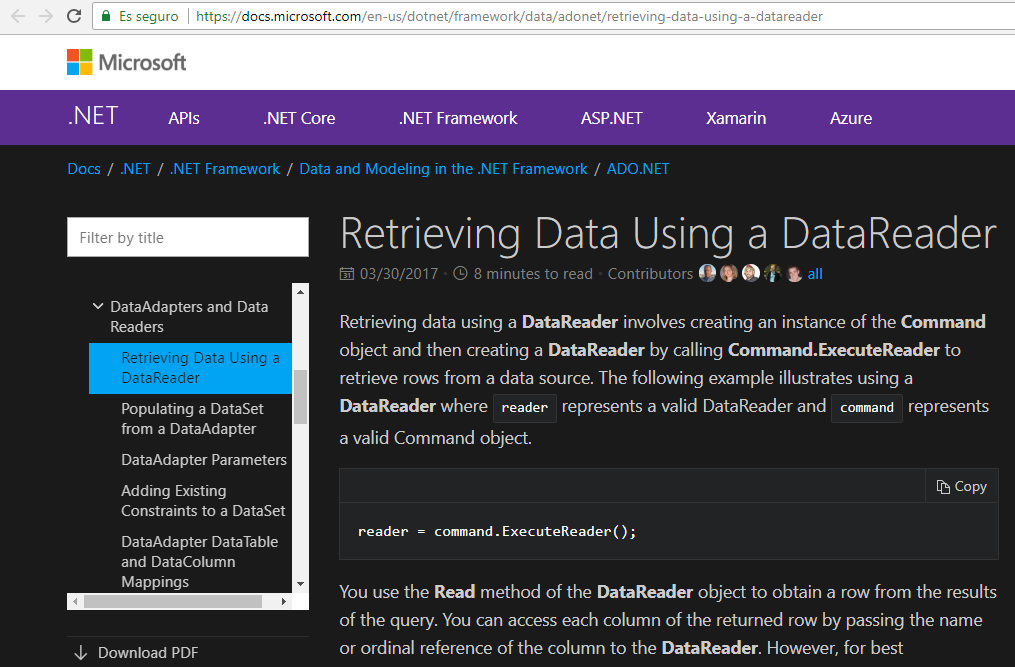 Es seguro https://docs.microsoft.com/en-us/dotnet/framework/data/adonet/retrieving-data-using-a-datareader
Microsoft
.NET APIs .NET Core .NET Framework ASP.NET Xamarin Azure
Docs / .NET / .NET Framework / Data and Modeling in the .NET Framework / ADO.NET
Filter by title
DataAdapters and Data
Readers
Retrieving Data Using a
DataReader
Populating a DataSet
from a DataAdapter
DataAdapter Parameters
Adding Existing
Constraints to a DataSet
DataAdapter DataTable
and DataColumn
Mappings
Download PDF
Retrieving Data Using a DataReader
03/30/2017 · 8 minutes to read · Contributors all
Retrieving data using a DataReader involves creating an instance of the Command
object and then creating a DataReader by calling Command.ExecuteReader to
retrieve rows from a data source. The following example illustrates using a
DataReader where reader represents a valid DataReader and command represents
a valid Command object.
Copy
reader = command.ExecuteReader();
You use the Read method of the DataReader object to obtain a row from the results
of the query. You can access each column of the returned row by passing the name
or ordinal reference of the column to the DataReader. However, for best